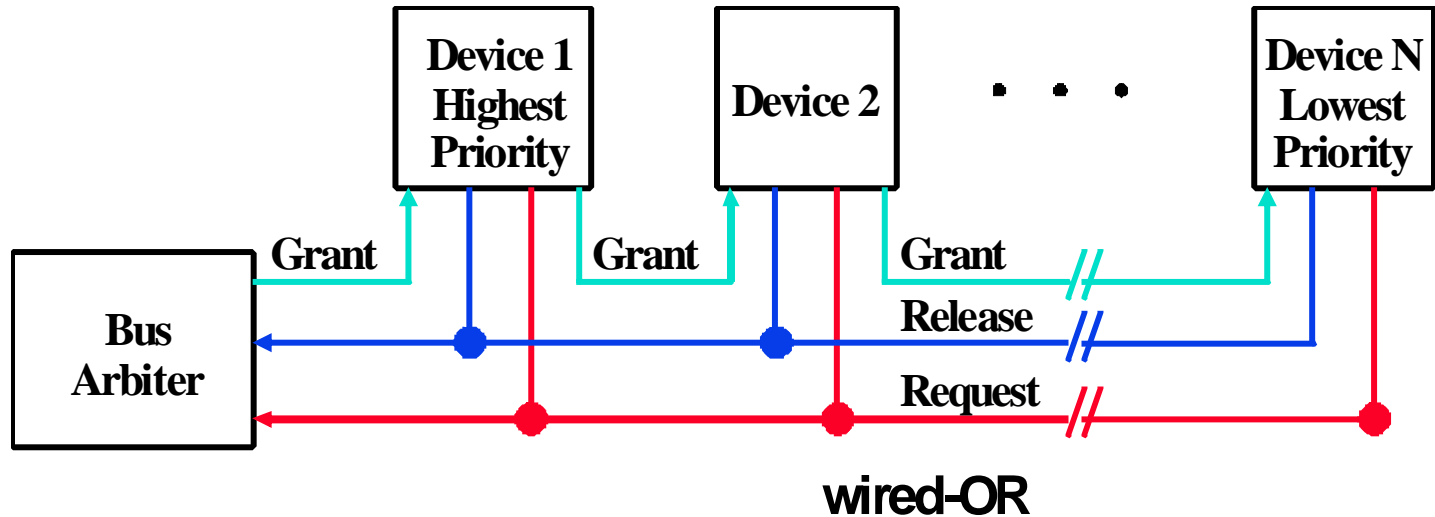 Device 1
Highest
Priority
Device 2
Device N
Lowest
Priority
Grant
Grant
Grant
Bus
Arbiter
Release
Request
wired-OR